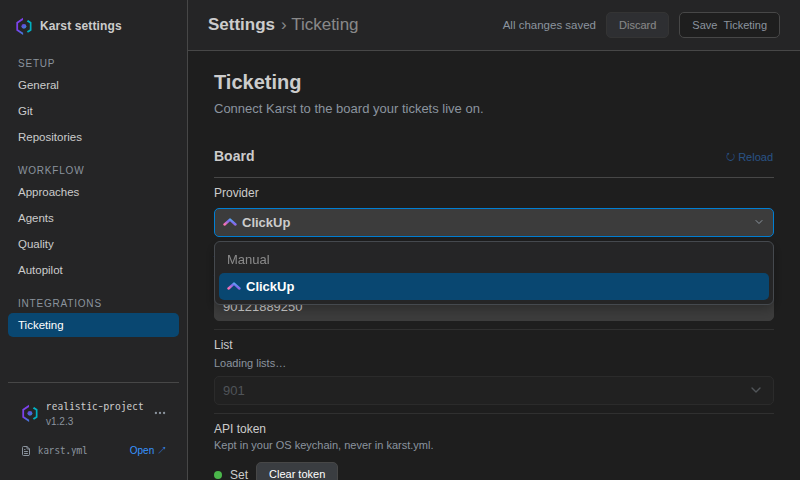 Karst settings
SETUP
General
Git
Repositories
WORKFLOW
Approaches
Agents
Quality
Autopilot
INTEGRATIONS
Ticketing
realistic-project
v1.2.3
karst.yml
Open ↗
Settings › Ticketing
All changes saved
Discard
Save Ticketing
Ticketing
Connect Karst to the board your tickets live on.
Board
Reload
Provider
ClickUp
Manual
ClickUp
90121889250
List
Loading lists…
901
API token
Kept in your OS keychain, never in karst.yml.
Set
Clear token